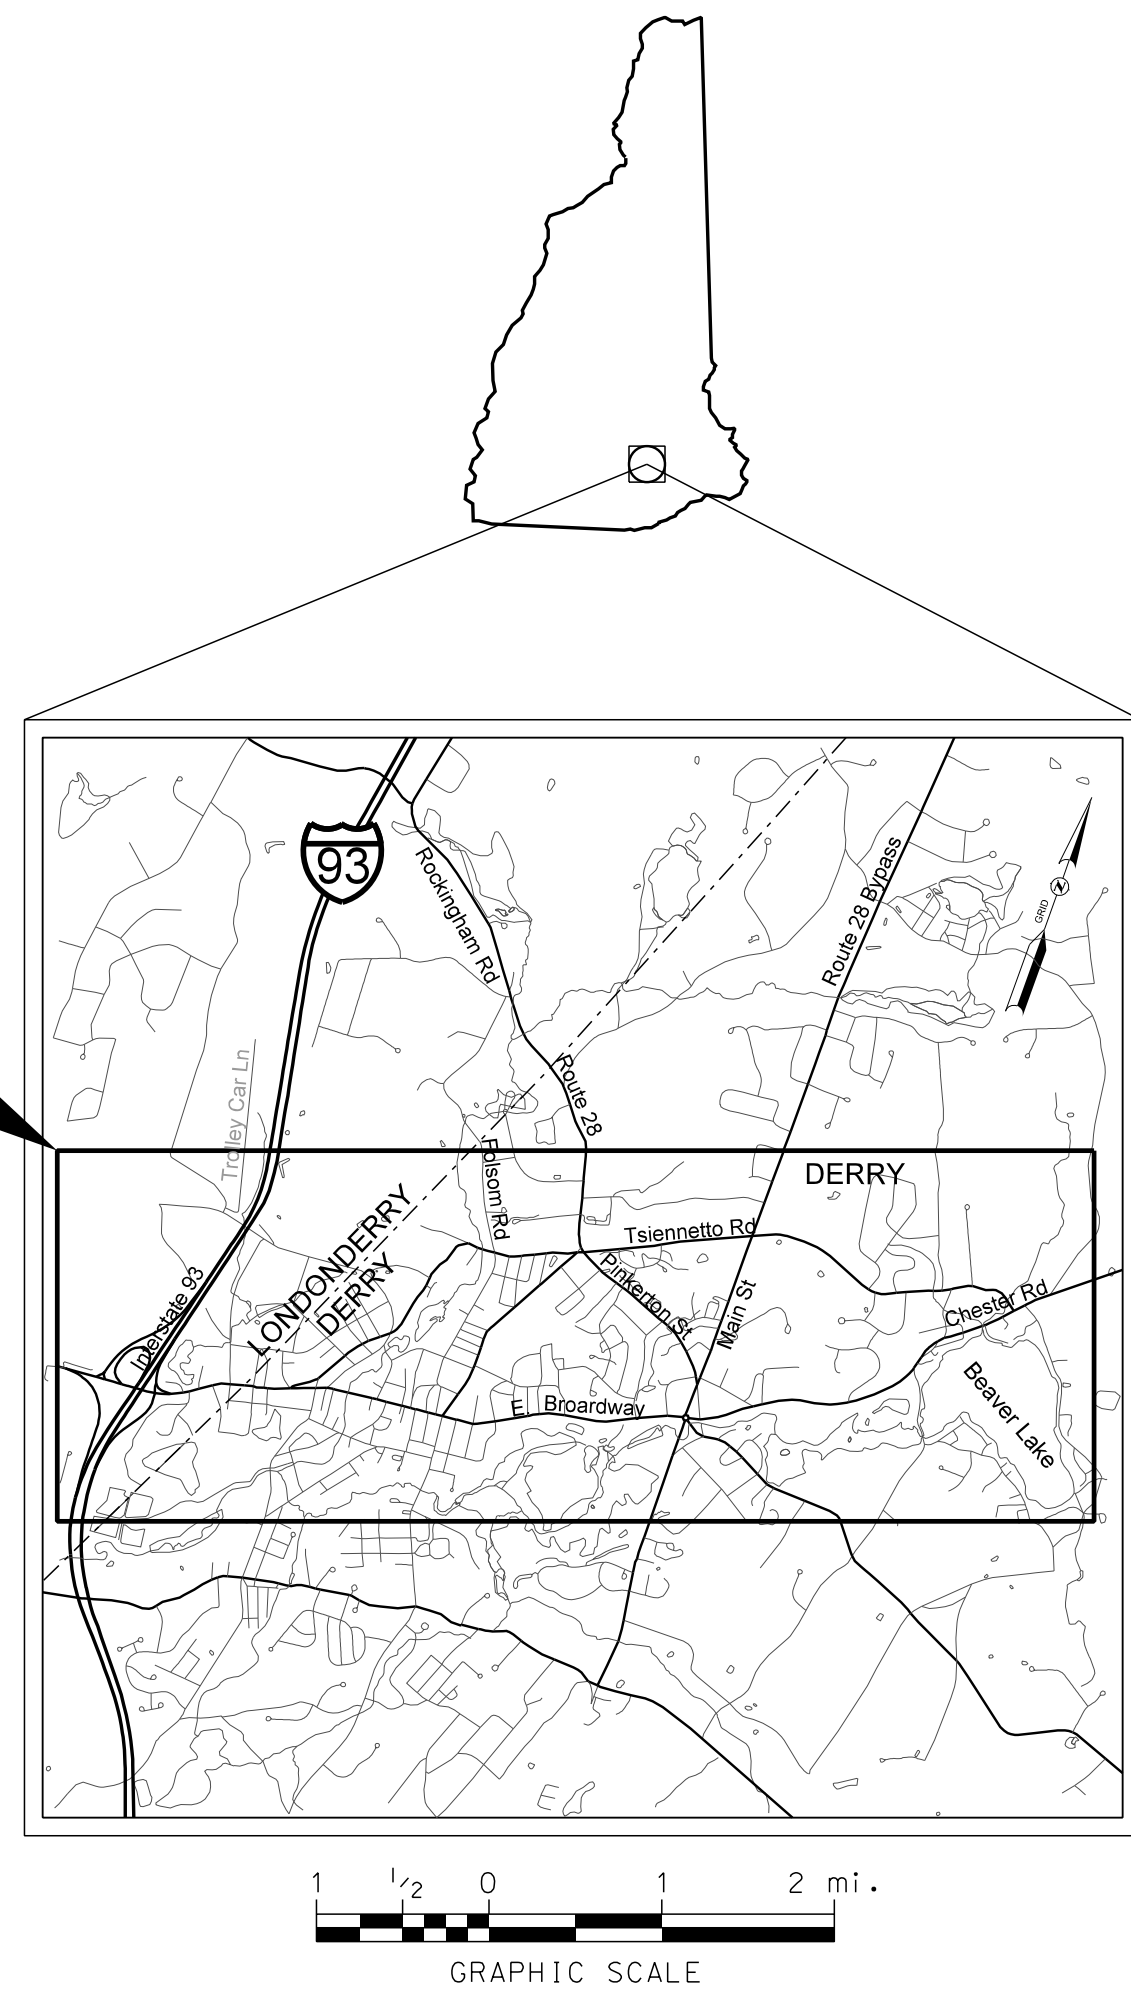 93
Rockingham Rd
Route 28 Bypass
GRID
N
Trolley Car Ln
Route 28
Folsom Rd
DERRY
Tsiennetto Rd
LONDONDERRY
DERRY
Interstate 93
Pinkerton St
Main St
Chester Rd
E. Broardway
Beaver Lake
1 1/2 0 1 2 mi.
GRAPHIC SCALE